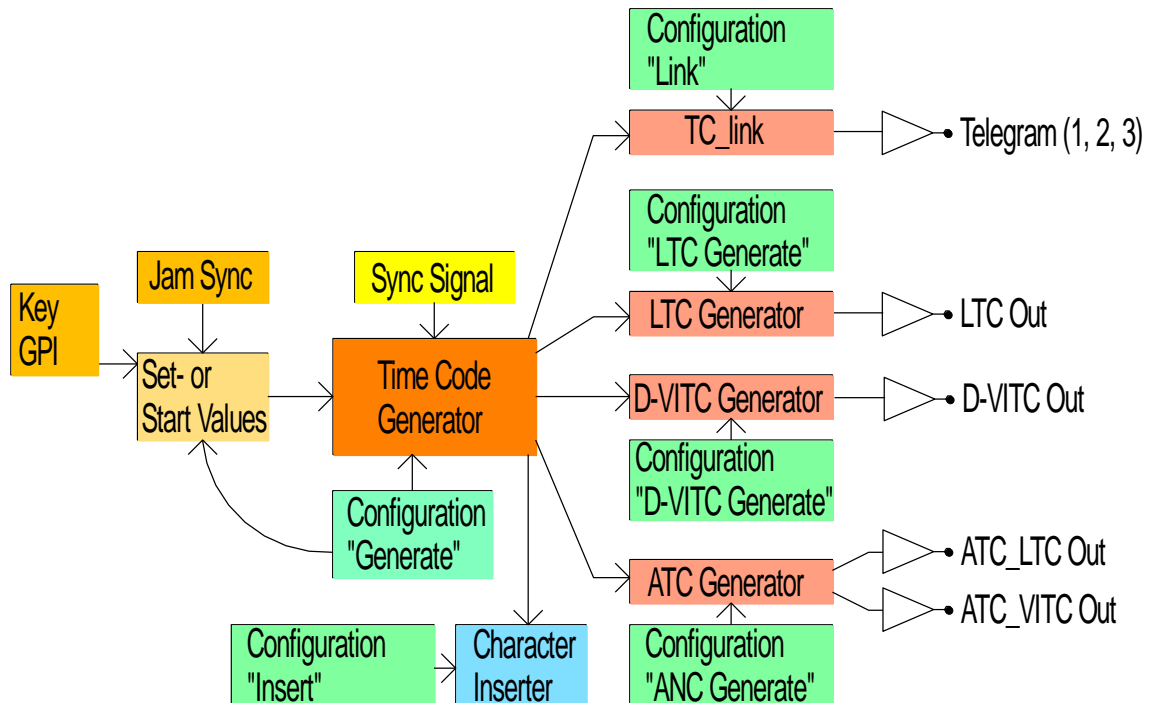 Configuration
"Link"
TC_link
Telegram (1, 2, 3)
Configuration
"LTC Generate"
Jam Sync
Sync Signal
Key
GPI
LTC Generator
LTC Out
Set- or
Start Values
Time Code
Generator
D-VITC Generator
D-VITC Out
Configuration
"D-VITC Generate"
Configuration
"Generate"
ATC Generator
ATC_LTC Out
ATC_VITC Out
Configuration
"Insert"
Character
Inserter
Configuration
"ANC Generate"